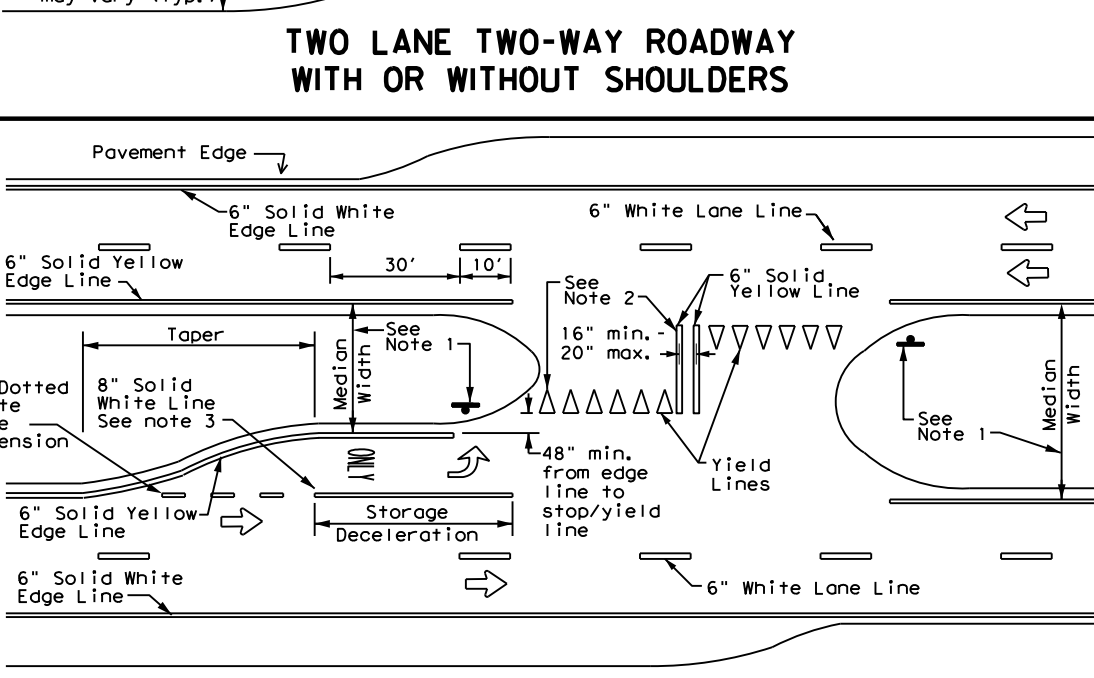 may vary (Typ.)
TWO LANE TWO-WAY ROADWAY
WITH OR WITHOUT SHOULDERS
Pavement Edge
6" Solid White
Edge Line
6" White Lane Line
6" Solid Yellow
Edge Line
30'
10'
See
Note 2
6" Solid
Yellow Line
Taper
See
Note 1
Median
Width
16" min.
20" max.
Dotted
8" Solid
White Line
See note 3
ONLY
48" min.
from edge
line to
stop/yield
line
Yield
Lines
See
Note 1
Median
Width
6" Solid Yellow
Edge Line
Storage
Deceleration
6" Solid White
Edge Line
6" White Lane Line